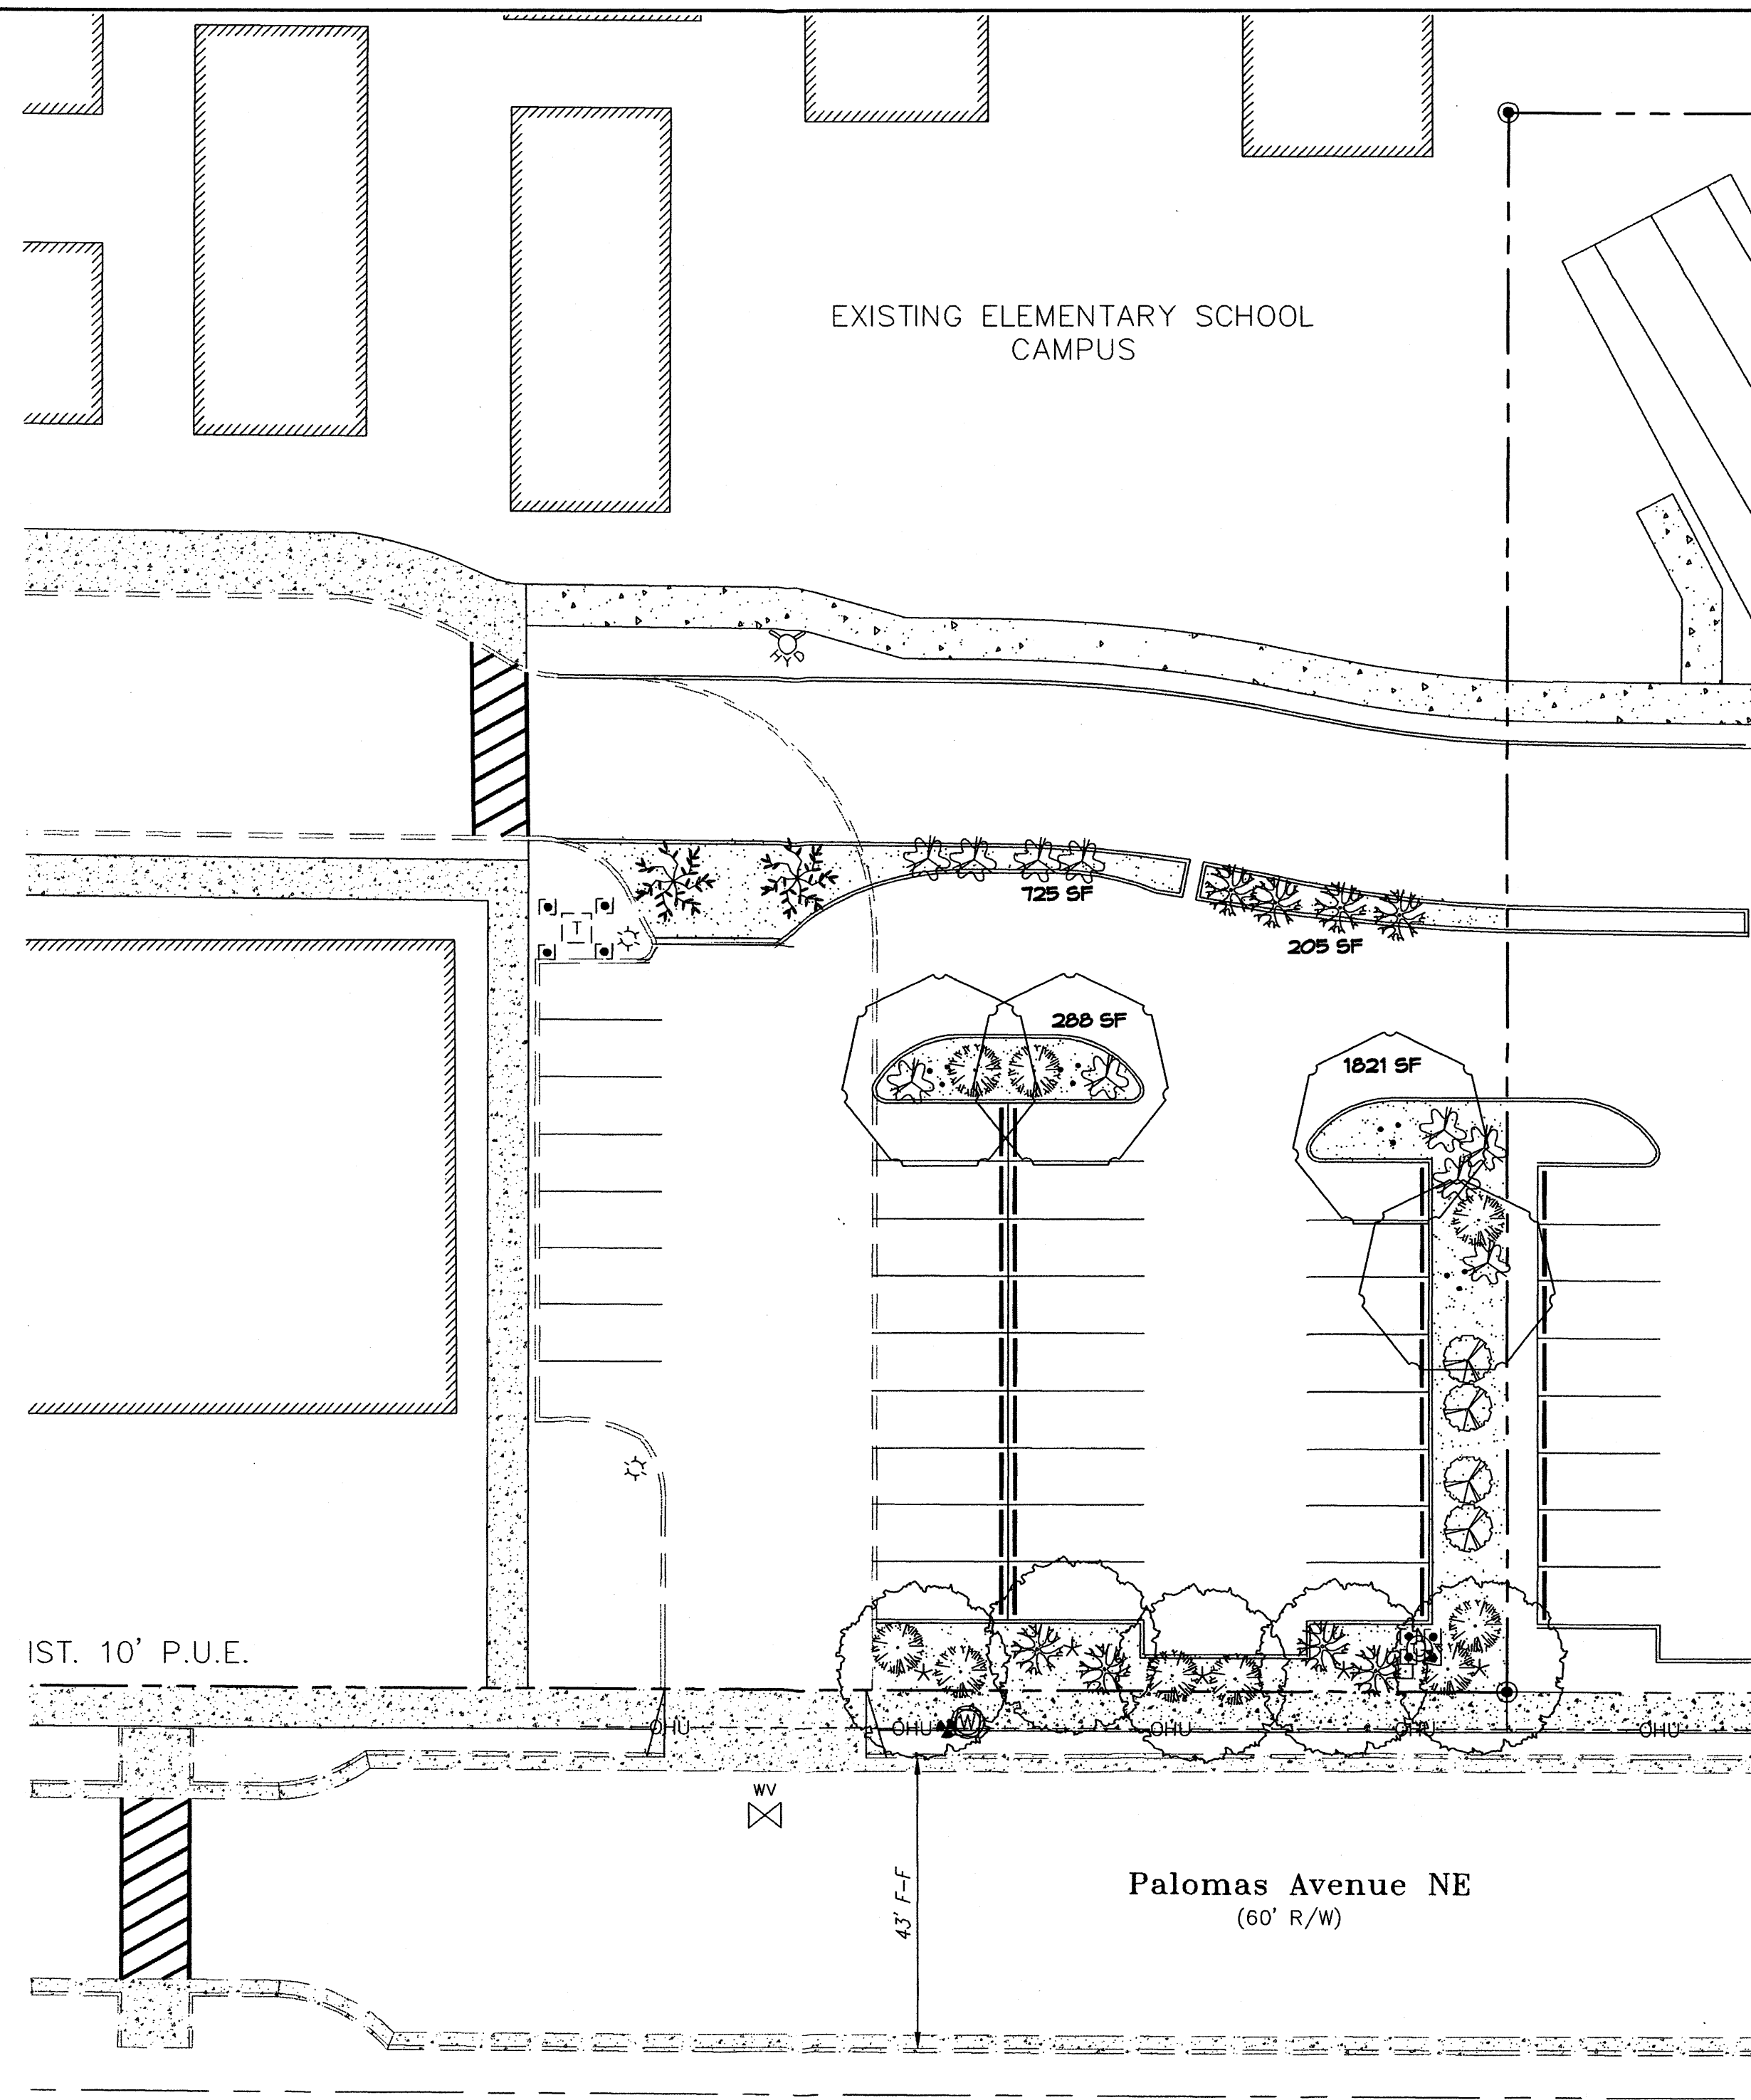 EXISTING ELEMENTARY SCHOOL
CAMPUS
HYD
725 SF
T
205 SF
288 SF
1821 SF
IST. 10' P.U.E.
OHU
OHU
W
OHU
OHU
OHU
WV
43' F-F
Palomas Avenue NE
(60' R/W)